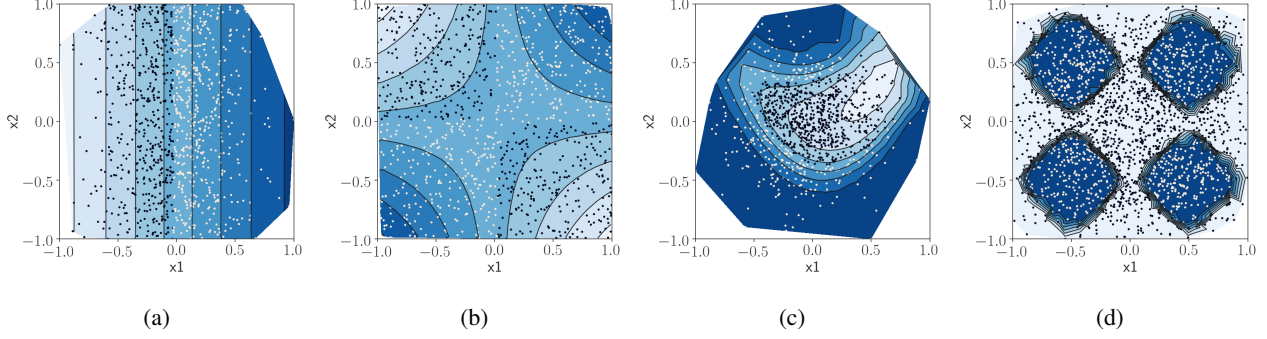 1.0 1.0 1.0 1.0
0.5 0.5 0.5 0.5
x2 0.0 x2 0.0 x2 0.0 x2 0.0
−0.5 −0.5 −0.5 −0.5
−1.0 −1.0 −1.0 −1.0
−1.0 −0.5 0.0 0.5 1.0 −1.0 −0.5 0.0 0.5 1.0 −1.0 −0.5 0.0 0.5 1.0 −1.0 −0.5 0.0 0.5 1.0
x1 x1 x1 x1
(a) (b) (c) (d)